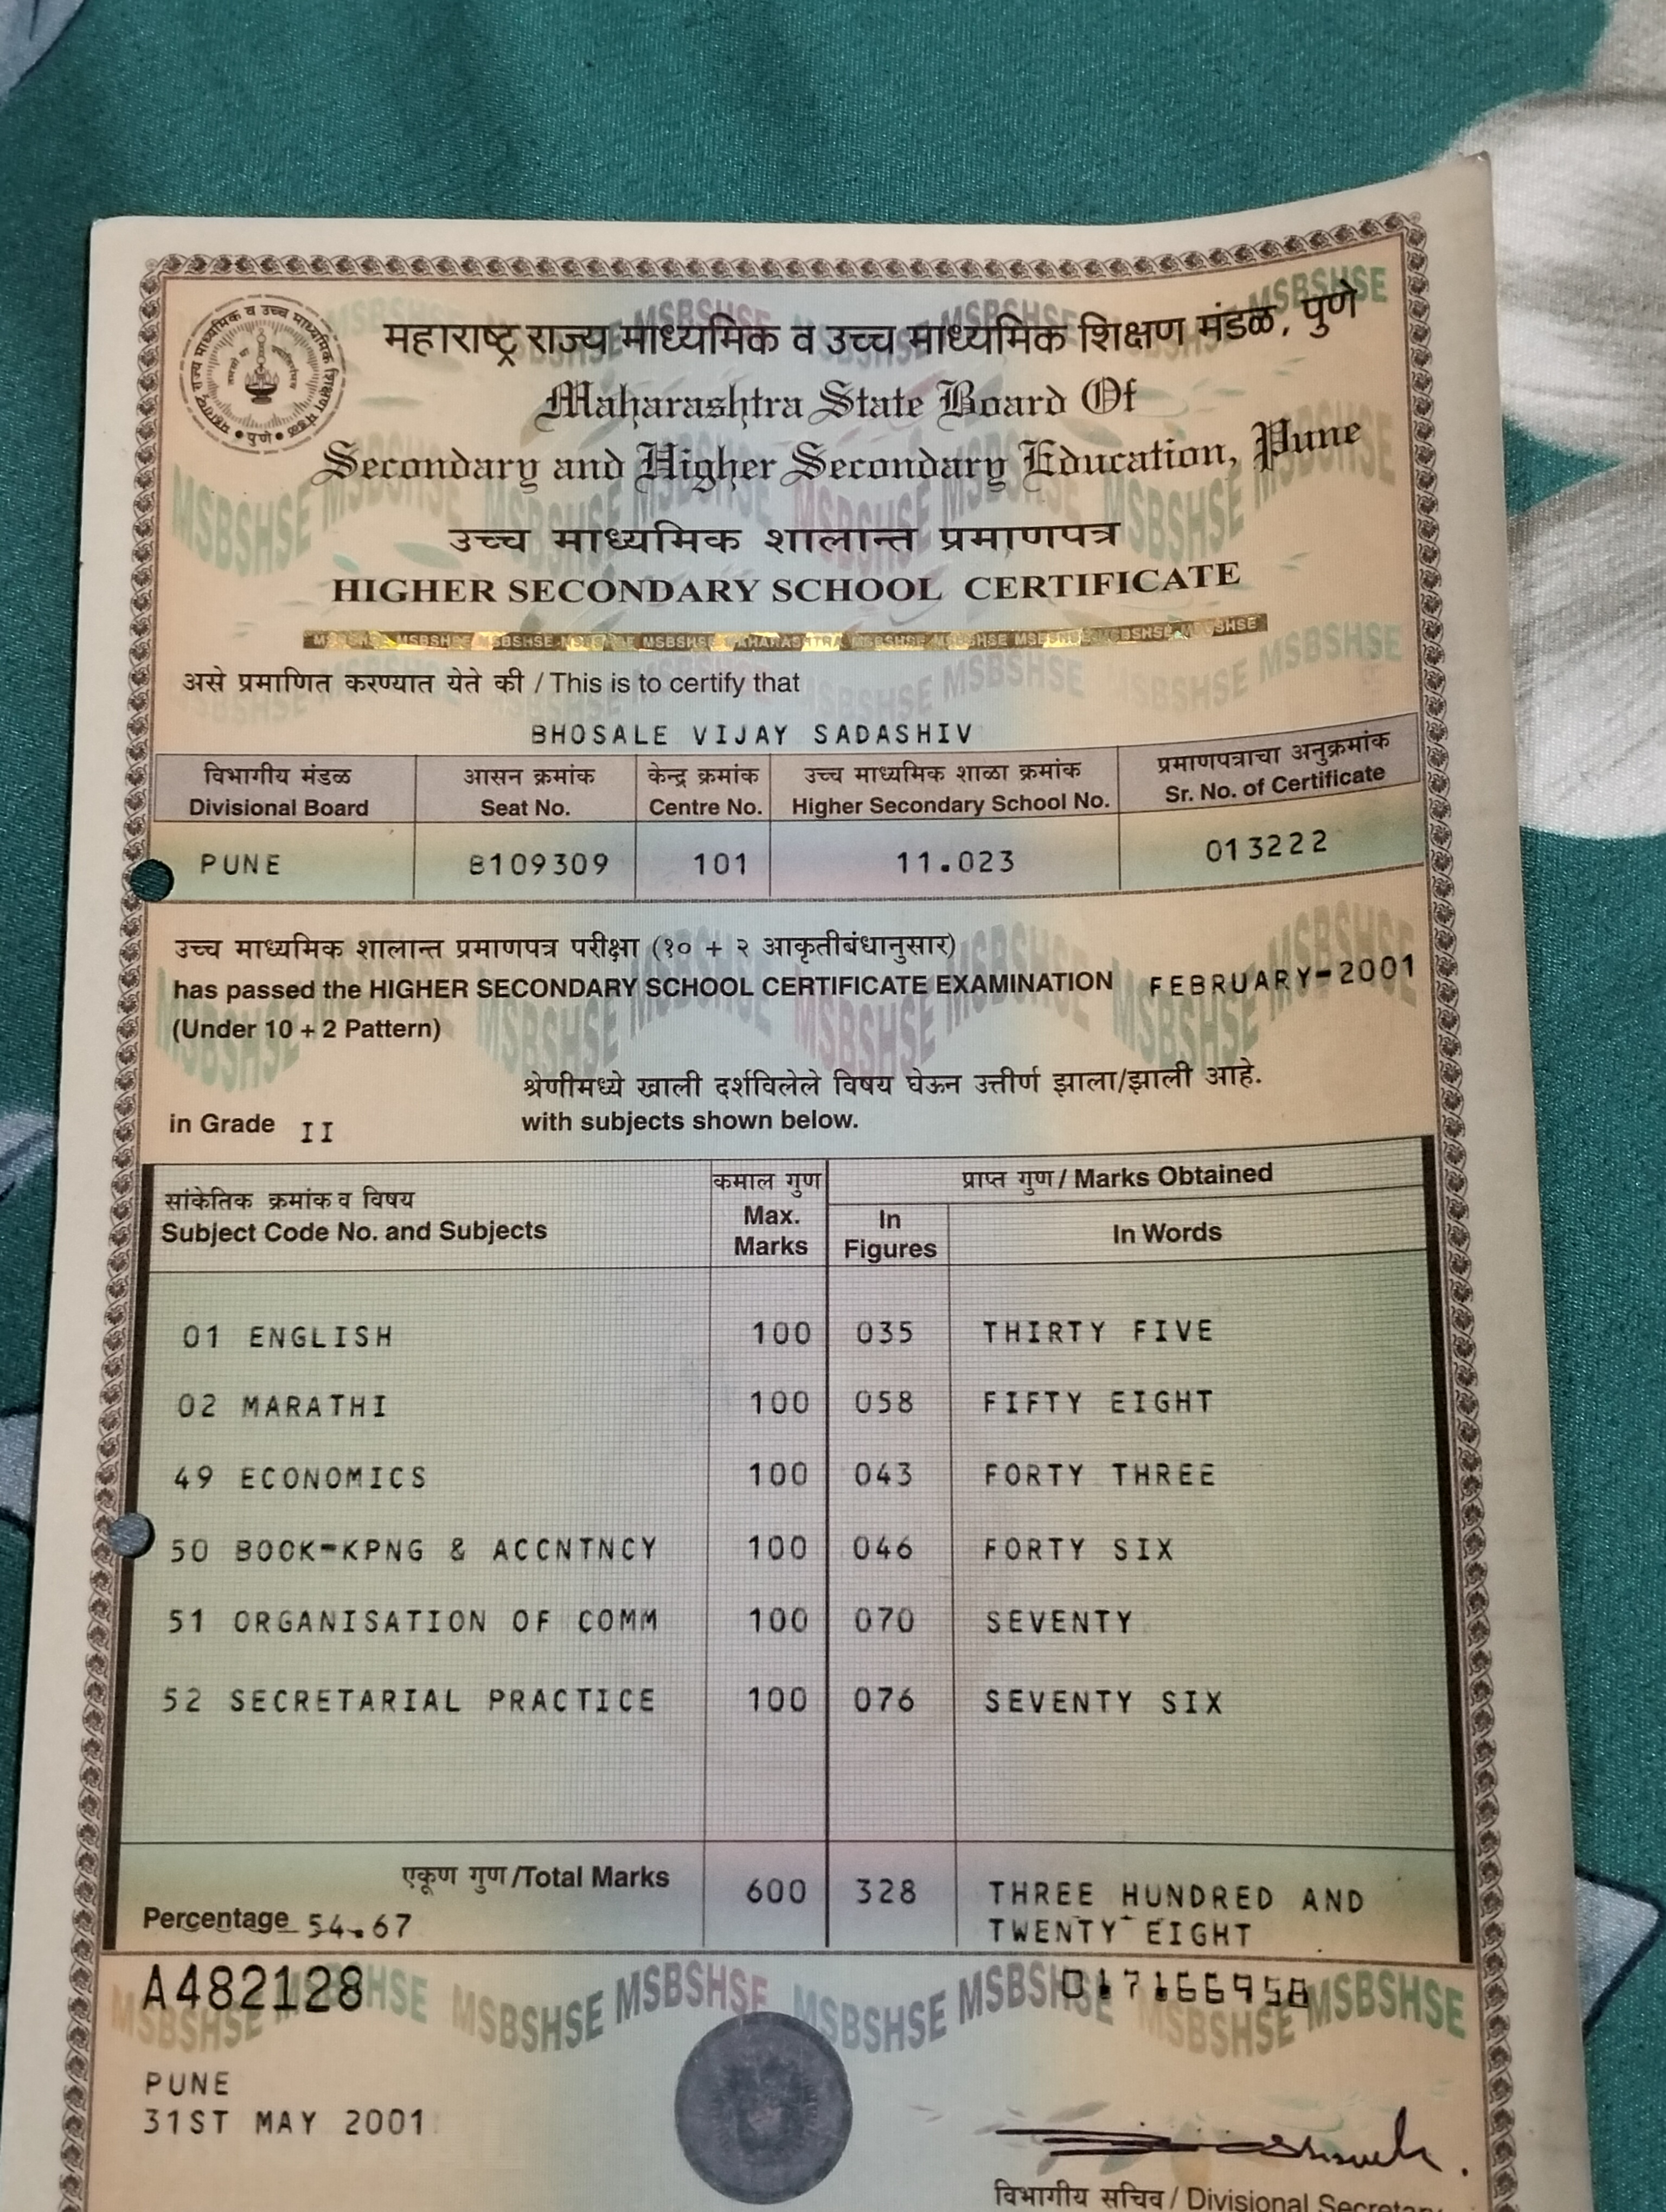 महाराष्ट्र राज्य माध्यमिक व उच्च माध्यमिक शिक्षण मंडळ, पुणे
Maharashtra State Board Of
Secondary and Higher Secondary Education, Pune
उच्च माध्यमिक शालान्त प्रमाणपत्र
HIGHER SECONDARY SCHOOL CERTIFICATE
असे प्रमाणित करण्यात येते की / This is to certify that
BHOSALE VIJAY SADASHIV
विभागीय मंडळ आसन क्रमांक केन्द्र क्रमांक उच्च माध्यमिक शाळा क्रमांक प्रमाणपत्राचा अनुक्रमांक
Divisional Board Seat No. Centre No. Higher Secondary School No. Sr. No. of Certificate
PUNE B109309 101 11.023 013222
उच्च माध्यमिक शालान्त प्रमाणपत्र परीक्षा (१० + २ आकृतीबंधानुसार)
has passed the HIGHER SECONDARY SCHOOL CERTIFICATE EXAMINATION FEBRUARY-2001
(Under 10 + 2 Pattern)
श्रेणीमध्ये खाली दर्शविलेले विषय घेऊन उत्तीर्ण झाला/झाली आहे.
in Grade II with subjects shown below.
सांकेतिक क्रमांक व विषय कमाल गुण प्राप्त गुण / Marks Obtained
Subject Code No. and Subjects Max. Marks In Figures In Words
01 ENGLISH 100 035 THIRTY FIVE
02 MARATHI 100 058 FIFTY EIGHT
49 ECONOMICS 100 043 FORTY THREE
50 BOOK-KPNG & ACCNTNCY 100 046 FORTY SIX
51 ORGANISATION OF COMM 100 070 SEVENTY
52 SECRETARIAL PRACTICE 100 076 SEVENTY SIX
एकूण गुण /Total Marks 600 328 THREE HUNDRED AND
Percentage 54.67 TWENTY EIGHT
A482128 017166958
PUNE
31ST MAY 2001
विभागीय सचिव / Divisional Secretary